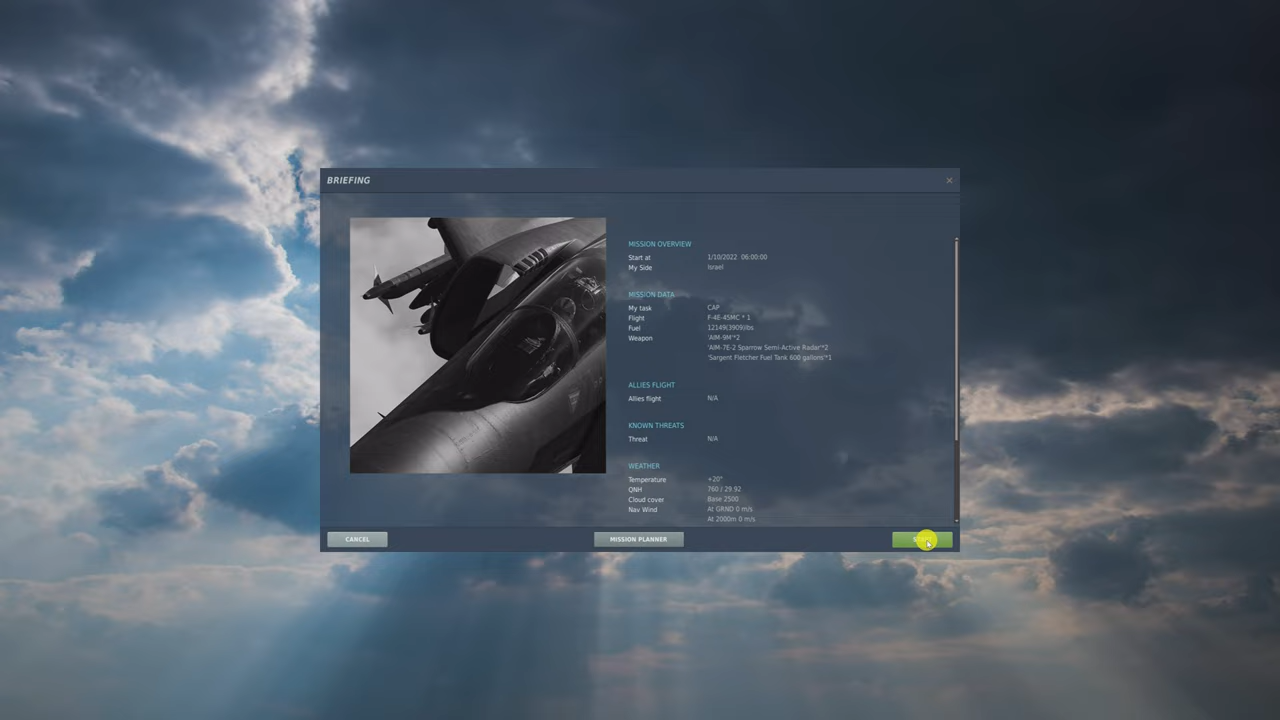 BRIEFING
MISSION OVERVIEW
Start at 1/10/2022 06:00:00
My Side Israel
MISSION DATA
My task CAP
Flight F-4E-45MC * 1
Fuel 12149(3909)lbs
Weapon 'AIM-9M'*2
'AIM-7E-2 Sparrow Semi-Active Radar'*2
'Sargent Fletcher Fuel Tank 600 gallons'*1
ALLIES FLIGHT
Allies flight N/A
KNOWN THREATS
Threat N/A
WEATHER
Temperature +20°
QNH 760 / 29.92
Cloud cover Base 2500
Nav Wind At GRND 0 m/s
At 2000m 0 m/s
CANCEL MISSION PLANNER